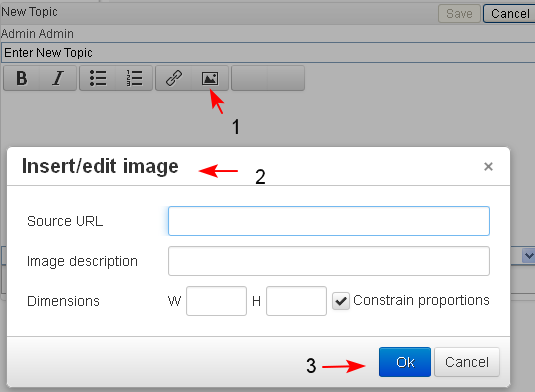 New Topic Save Cancel
Admin Admin
Enter New Topic
B I
1
Insert/edit image ×
2
Source URL
Image description
Dimensions W H Constrain proportions
3 Ok Cancel